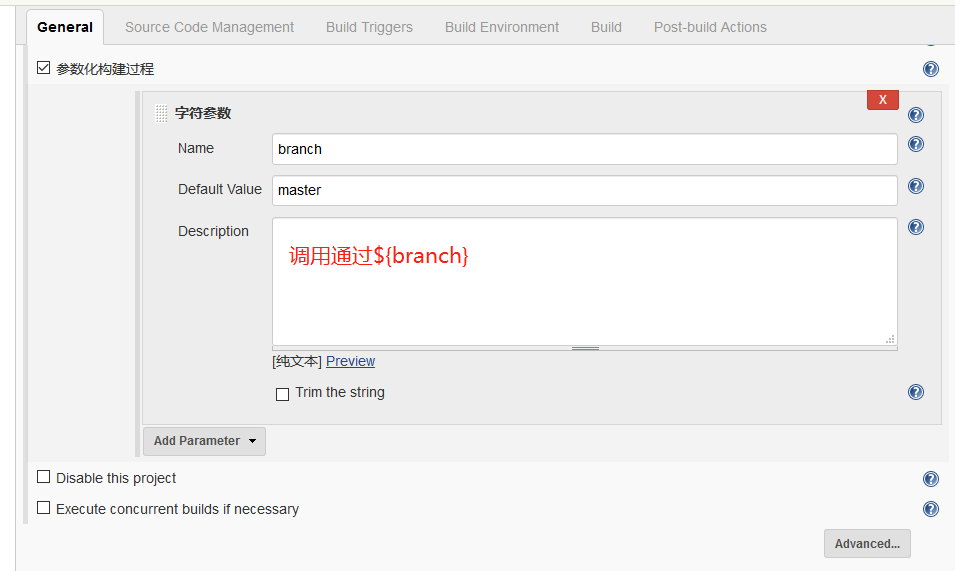 General Source Code Management Build Triggers Build Environment Build Post-build Actions
参数化构建过程
X
字符参数
Name branch
Default Value master
Description
调用通过${branch}
[纯文本] Preview
Trim the string
Add Parameter
Disable this project
Execute concurrent builds if necessary
Advanced...